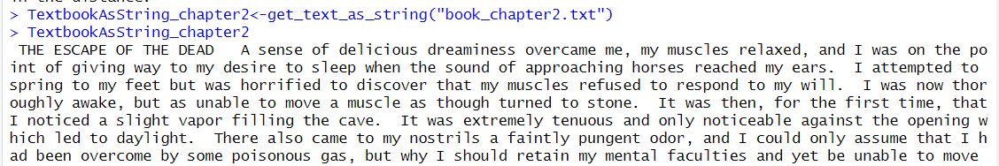 in the distance.
> TextbookAsString_chapter2<-get_text_as_string("book_chapter2.txt")
> TextbookAsString_chapter2
 THE ESCAPE OF THE DEAD   A sense of delicious dreaminess overcame me, my muscles relaxed, and I was on the po
int of giving way to my desire to sleep when the sound of approaching horses reached my ears.  I attempted to 
spring to my feet but was horrified to discover that my muscles refused to respond to my will.  I was now thor
oughly awake, but as unable to move a muscle as though turned to stone.  It was then, for the first time, that
I noticed a slight vapor filling the cave.  It was extremely tenuous and only noticeable against the opening w
hich led to daylight.  There also came to my nostrils a faintly pungent odor, and I could only assume that I h
ad been overcome by some poisonous gas, but why I should retain my mental faculties and yet be unable to move